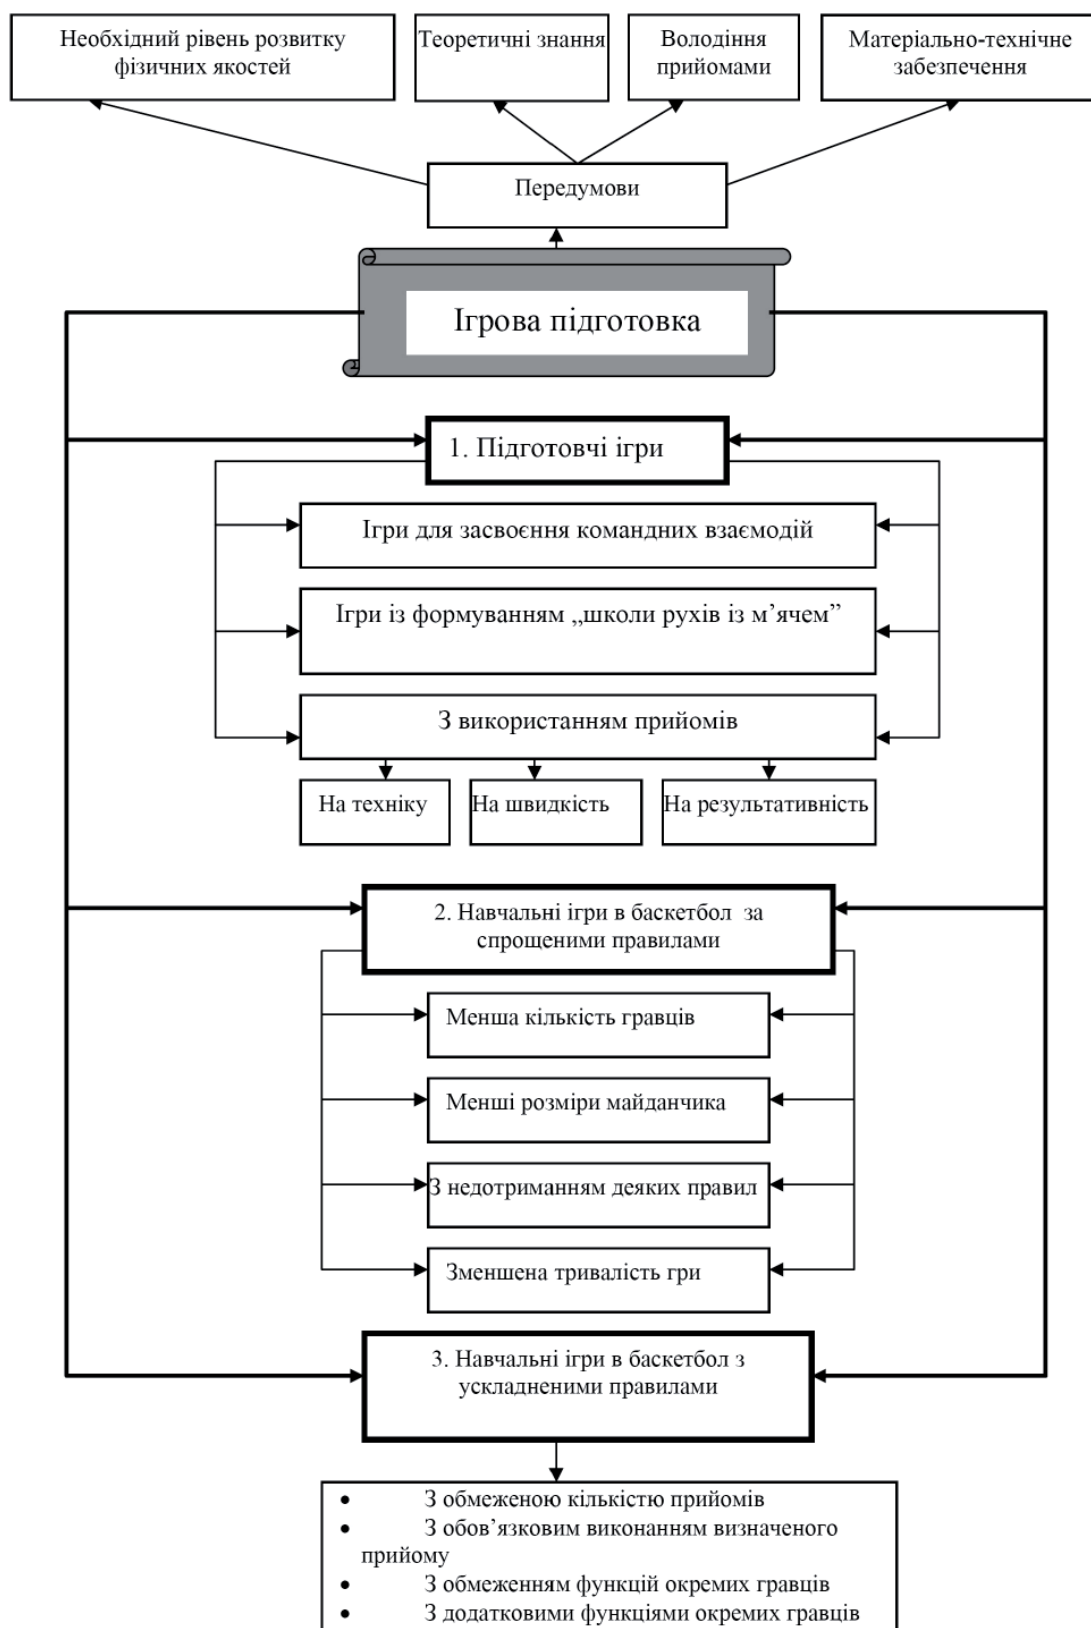 Необхідний рівень розвитку
фізичних якостей
Теоретичні знання
Володіння
прийомами
Матеріально-технічне
забезпечення
Передумови
Ігрова підготовка
1. Підготовчі ігри
Ігри для засвоєння командних взаємодій
Ігри із формуванням „школи рухів із м’ячем”
З використанням прийомів
На техніку
На швидкість
На результативність
2. Навчальні ігри в баскетбол за
спрощеними правилами
Менша кількість гравців
Менші розміри майданчика
З недотриманням деяких правил
Зменшена тривалість гри
3. Навчальні ігри в баскетбол з
ускладненими правилами
• З обмеженою кількістю прийомів
• З обов’язковим виконанням визначеного
прийому
• З обмеженням функцій окремих гравців
• З додатковими функціями окремих гравців